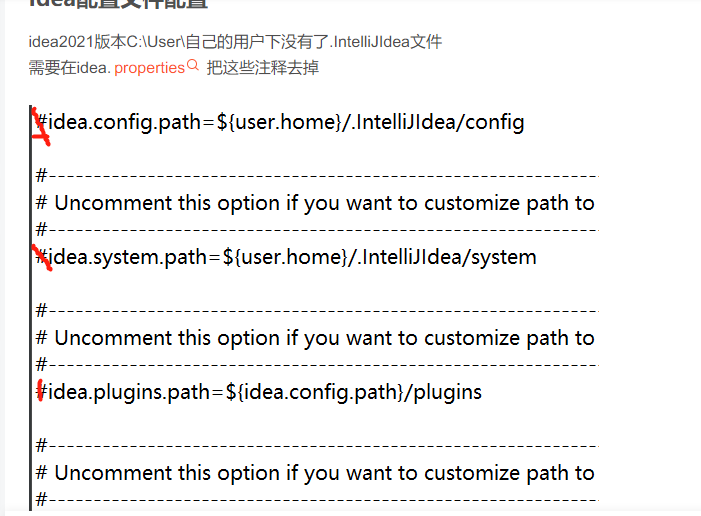 idea配置文件配置
idea2021版本C:\User\自己的用户下没有了.IntelliJIdea文件
需要在idea. properties 把这些注释去掉
#idea.config.path=${user.home}/.IntelliJIdea/config
#---------------------------------------------------------------------
# Uncomment this option if you want to customize path to
#---------------------------------------------------------------------
#idea.system.path=${user.home}/.IntelliJIdea/system
#---------------------------------------------------------------------
# Uncomment this option if you want to customize path to
#---------------------------------------------------------------------
#idea.plugins.path=${idea.config.path}/plugins
#---------------------------------------------------------------------
# Uncomment this option if you want to customize path to
#---------------------------------------------------------------------